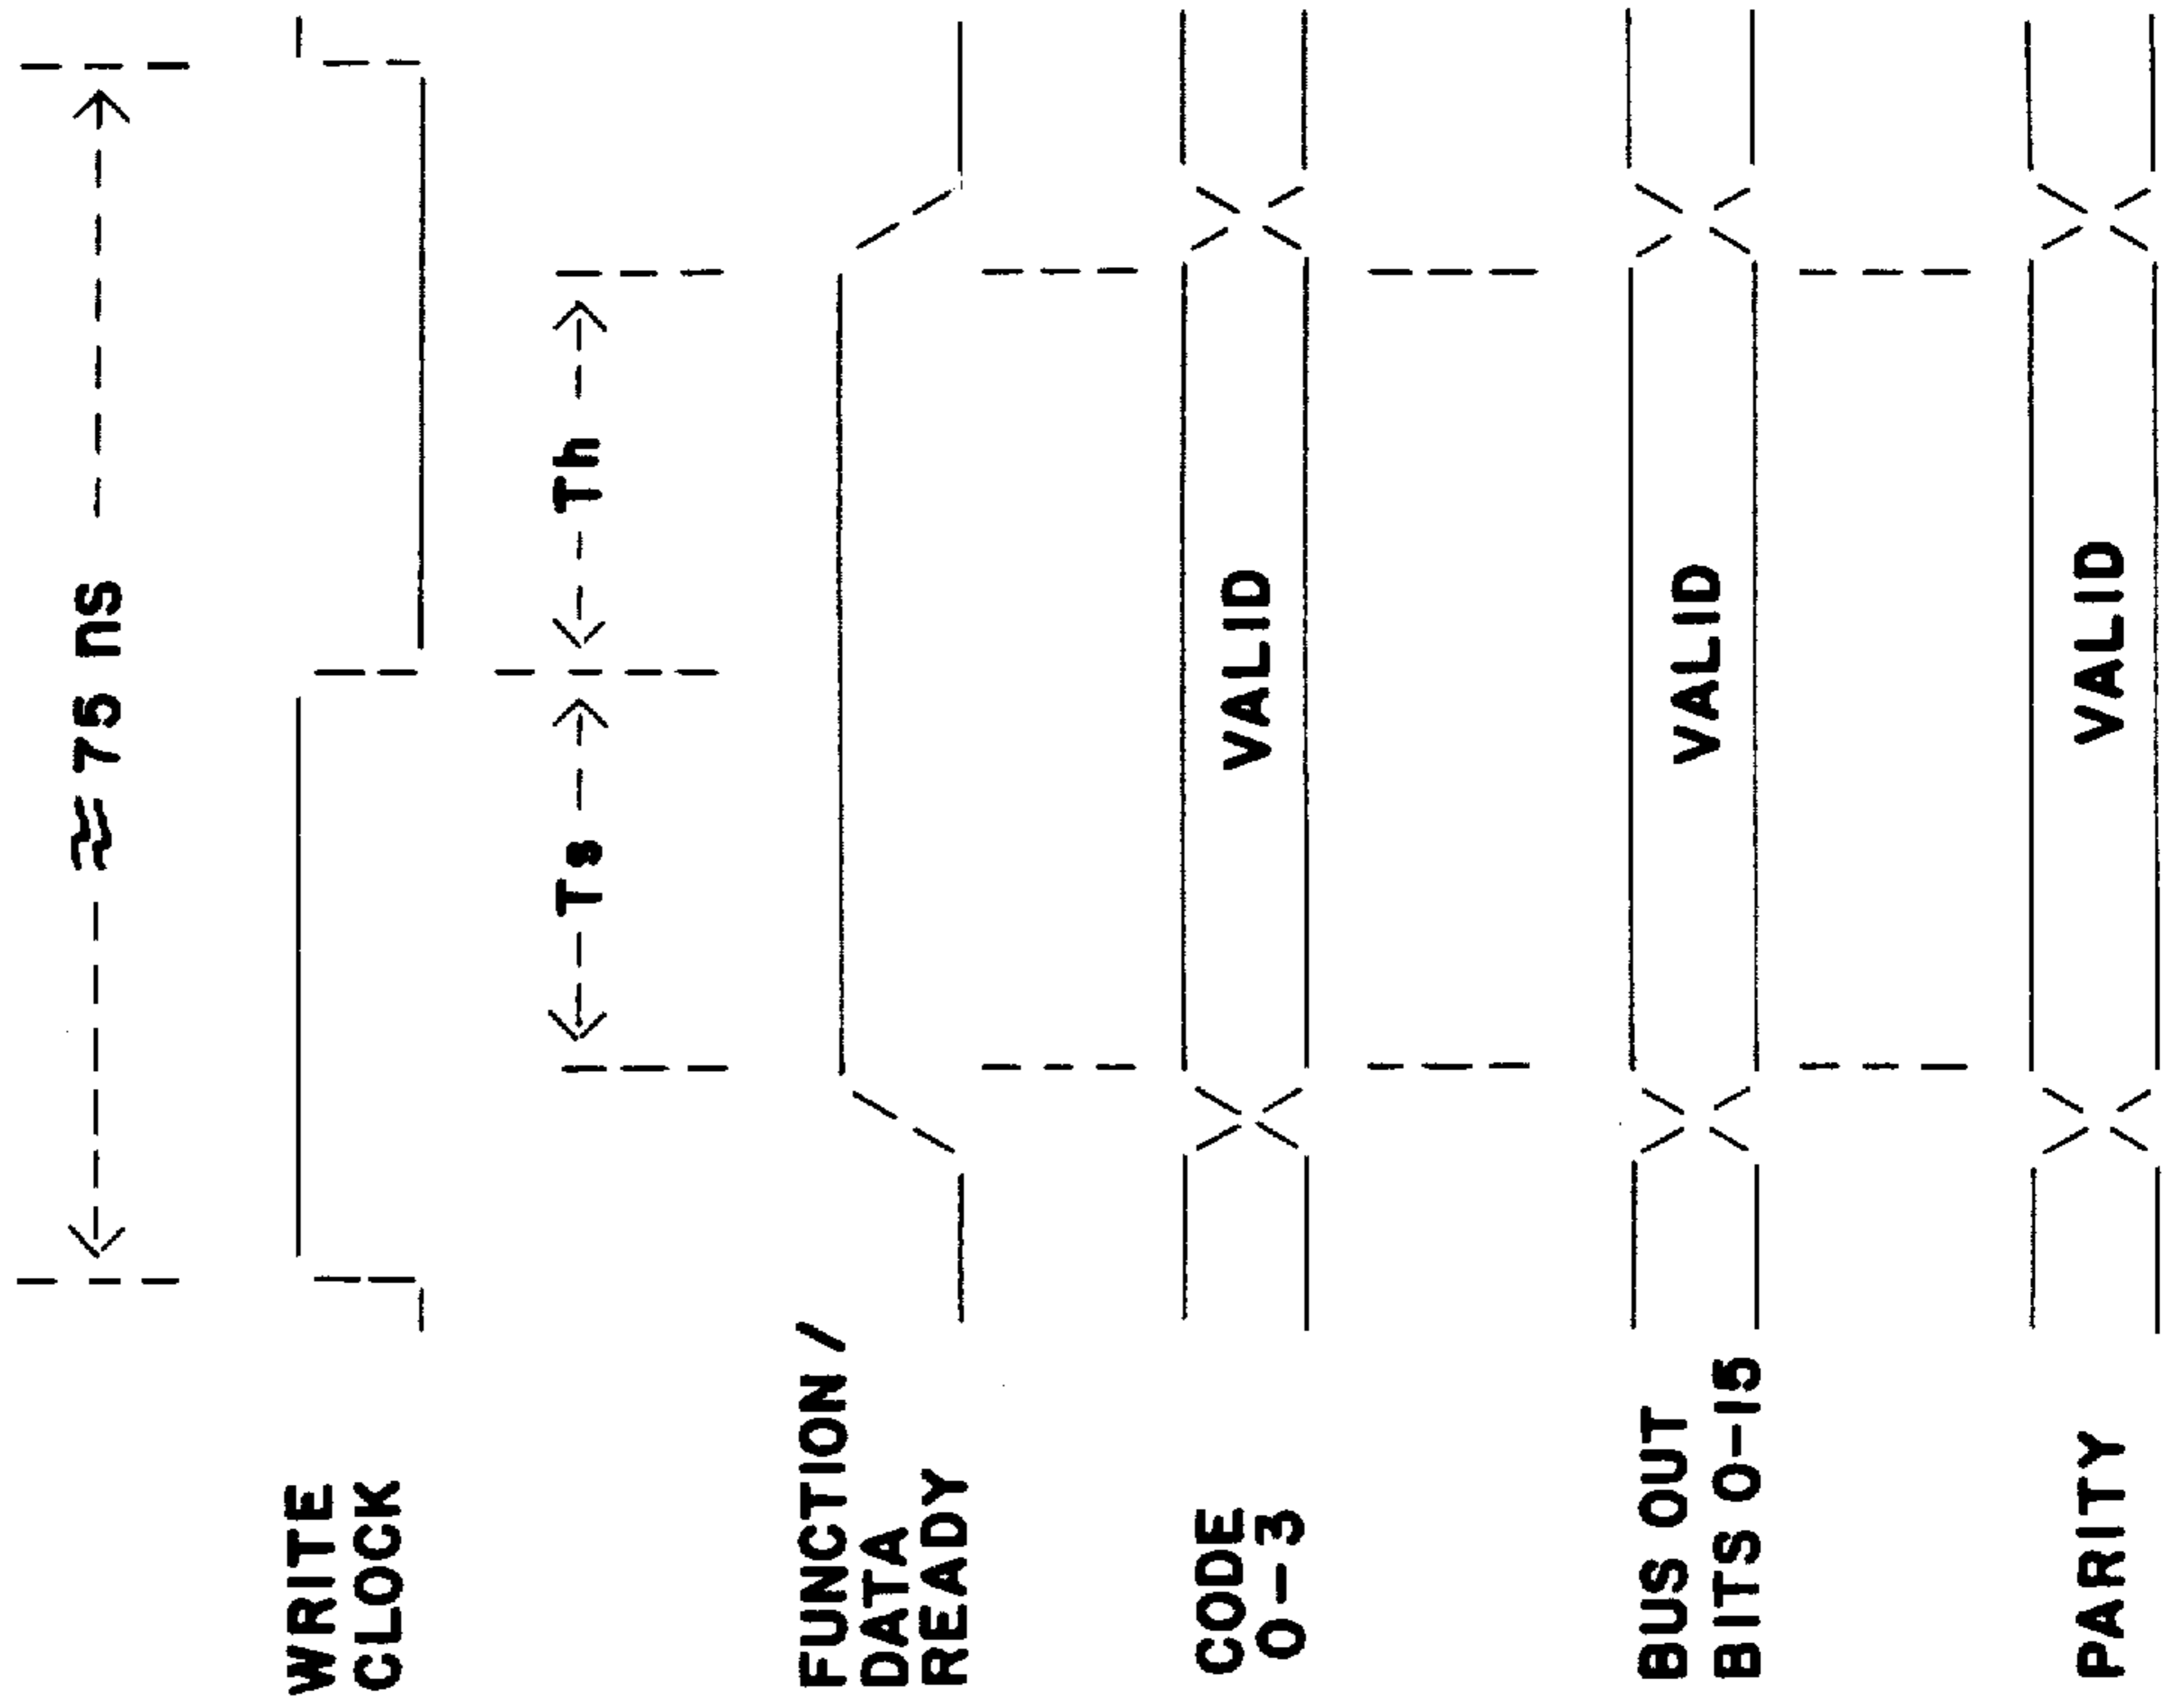 ≈ 75 ns
WRITE
CLOCK
Ts
Th
FUNCTION /
DATA
READY
CODE
0-3
VALID
BUS OUT
BITS 0-15
VALID
PARITY
VALID